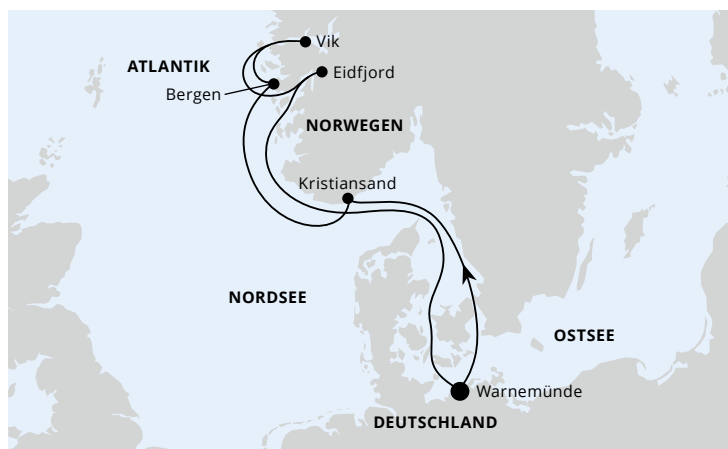 Vik
ATLANTIK
Eidfjord
Bergen
NORWEGEN
Kristiansand
NORDSEE
OSTSEE
Warnemünde
DEUTSCHLAND